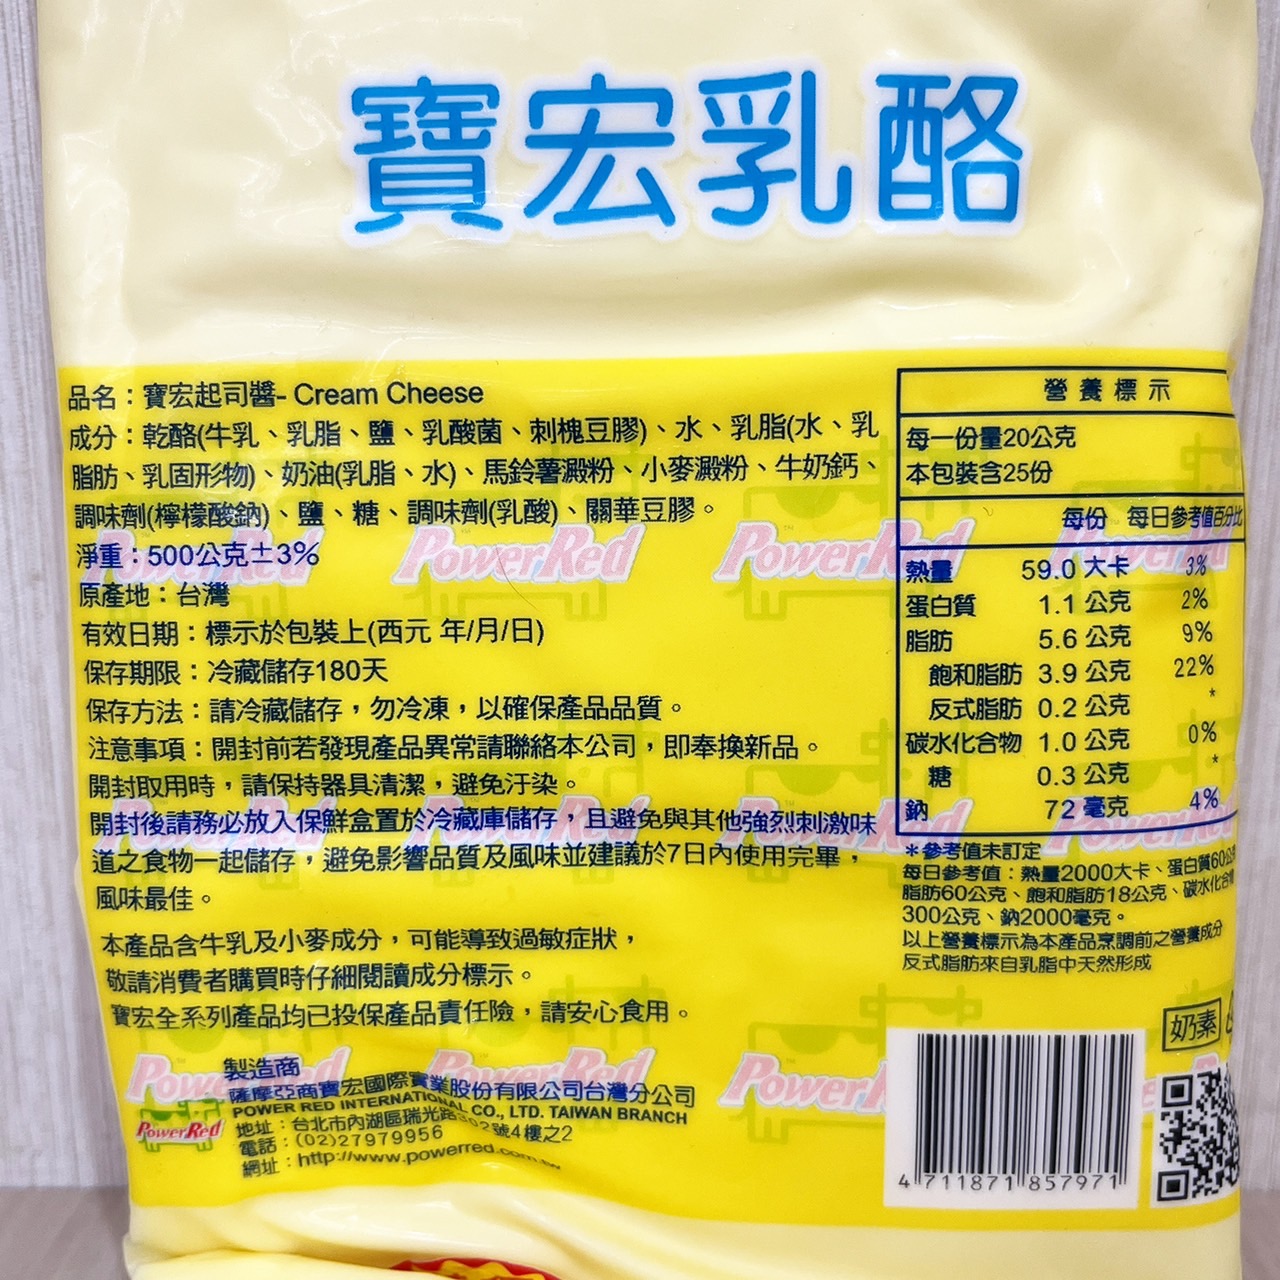 寶宏乳酪
品名：寶宏起司醬- Cream Cheese
成分：乾酪(牛乳、乳脂、鹽、乳酸菌、刺槐豆膠)、水、乳脂(水、乳
脂肪、乳固形物)、奶油(乳脂、水)、馬鈴薯澱粉、小麥澱粉、牛奶鈣、
調味劑(檸檬酸鈉)、鹽、糖、調味劑(乳酸)、關華豆膠。
淨重：500公克±3%
原產地：台灣
有效日期：標示於包裝上(西元 年/月/日)
保存期限：冷藏儲存180天
保存方法：請冷藏儲存，勿冷凍，以確保產品品質。
注意事項：開封前若發現產品異常請聯絡本公司，即奉換新品。
開封取用時，請保持器具清潔，避免汙染。
開封後請務必放入保鮮盒置於冷藏庫儲存，且避免與其他強烈刺激味
道之食物一起儲存，避免影響品質及風味並建議於7日內使用完畢，
風味最佳。
本產品含牛乳及小麥成分，可能導致過敏症狀，
敬請消費者購買時仔細閱讀成分標示。
寶宏全系列產品均已投保產品責任險，請安心食用。
製造商
薩摩亞商寶宏國際實業股份有限公司台灣分公司
POWER RED INTERNATIONAL CO., LTD. TAIWAN BRANCH
地址：台北市內湖區瑞光路302號4樓之2
電話：(02)27979956
網址：http://www.powerred.com.tw
PowerRed
營養標示
每一份量20公克
本包裝含25份
每份 每日參考值百分比
熱量 59.0 大卡 3%
蛋白質 1.1 公克 2%
脂肪 5.6 公克 9%
飽和脂肪 3.9 公克 22%
反式脂肪 0.2 公克 *
碳水化合物 1.0 公克 0%
糖 0.3 公克 *
鈉 72 毫克 4%
＊參考值未訂定
每日參考值：熱量2000大卡、蛋白質60公克
脂肪60公克、飽和脂肪18公克、碳水化合物
300公克、鈉2000毫克。
以上營養標示為本產品烹調前之營養成分
反式脂肪來自乳脂中天然形成
奶素
4 711871 857971
PowerRed
PowerRed
PowerRed
PowerRed
PowerRed
PowerRed